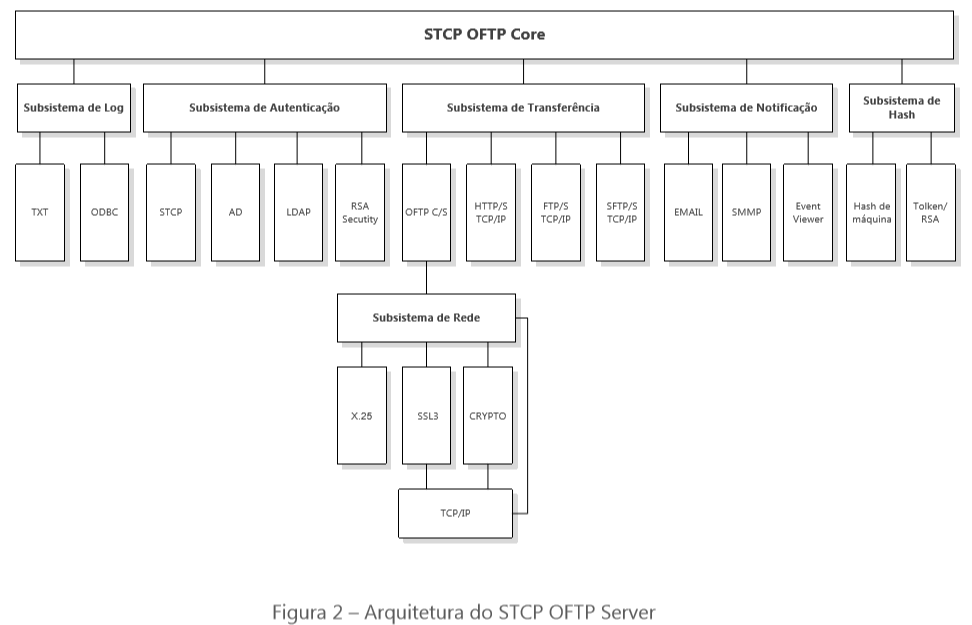 STCP OFTP Core
Subsistema de Log
Subsistema de Autenticação
Subsistema de Transferência
Subsistema de Notificação
Subsistema de
Hash
TXT
ODBC
STCP
AD
LDAP
RSA
Secutity
OFTP C/S
HTTP/S
TCP/IP
FTP/S
TCP/IP
SFTP/S
TCP/IP
EMAIL
SMMP
Event
Viewer
Hash de
máquina
Tolken/
RSA
Subsistema de Rede
X.25
SSL3
CRYPTO
TCP/IP
Figura 2 – Arquitetura do STCP OFTP Server